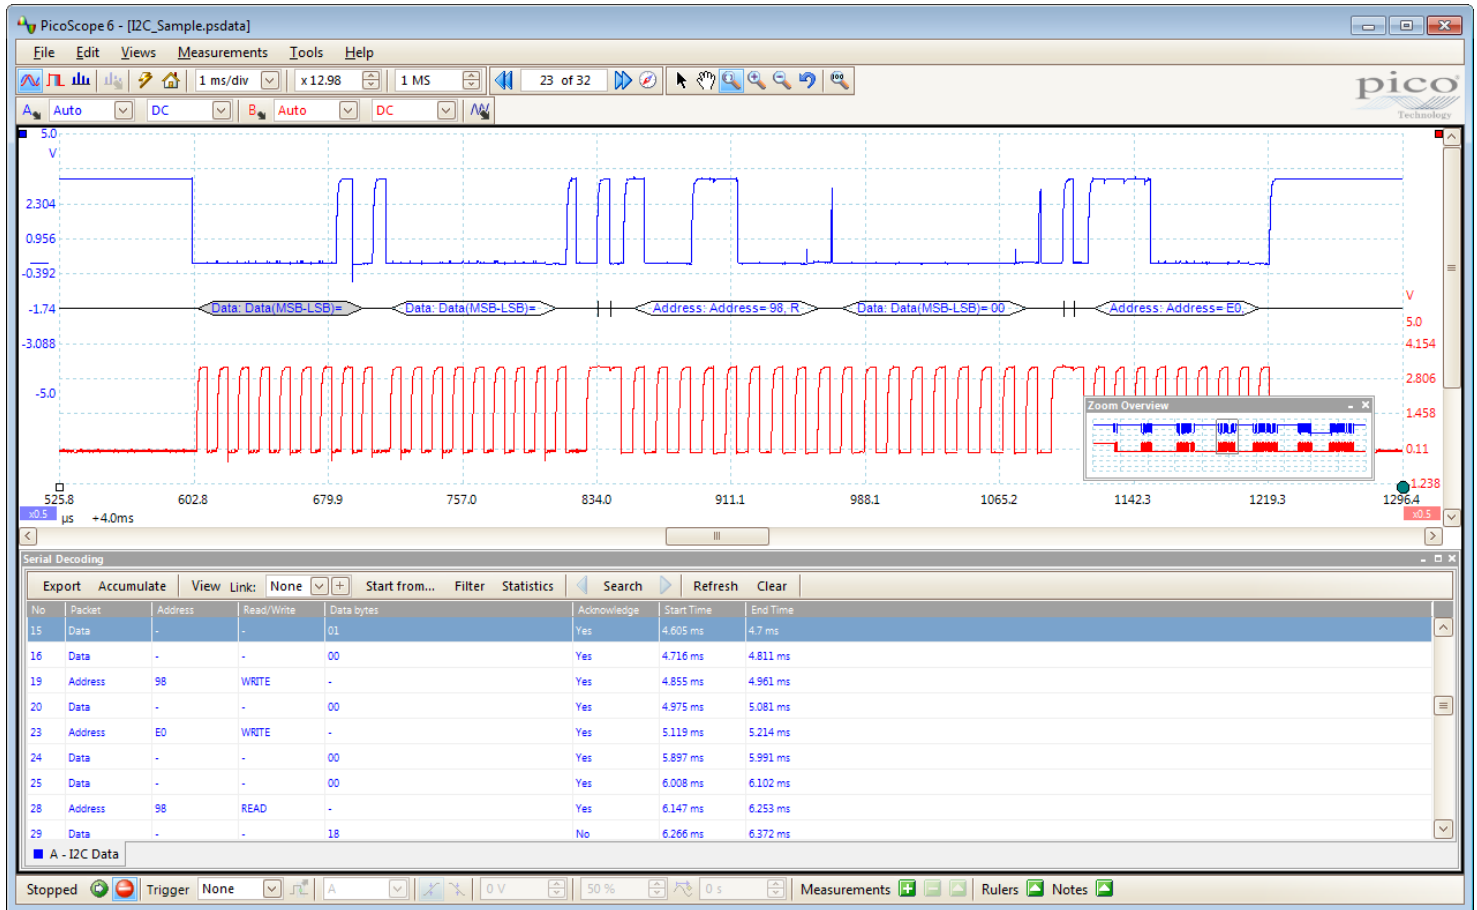 PicoScope 6 - [I2C_Sample.psdata]
File Edit Views Measurements Tools Help
1 ms/div x 12.98 1 MS 23 of 32
pico
Technology
A Auto DC B Auto DC
5.0
V
2.304
0.956
-0.392
-1.74
-3.088
-5.0
Data: Data(MSB-LSB)= Data: Data(MSB-LSB)= Address: Address= 98, R Data: Data(MSB-LSB)= 00 Address: Address= E0,
V
5.0
4.154
2.806
1.458
0.11
-1.238
Zoom Overview
525.8 602.8 679.9 757.0 834.0 911.1 988.1 1065.2 1142.3 1219.3 1296.4
x0.5 µs +4.0ms x0.5
Serial Decoding
Export Accumulate View Link: None Start from... Filter Statistics Search Refresh Clear
No Packet Address Read/Write Data bytes Acknowledge Start Time End Time
15 Data - - 01 Yes 4.605 ms 4.7 ms
16 Data - - 00 Yes 4.716 ms 4.811 ms
19 Address 98 WRITE - Yes 4.855 ms 4.961 ms
20 Data - - 00 Yes 4.975 ms 5.081 ms
23 Address E0 WRITE - Yes 5.119 ms 5.214 ms
24 Data - - 00 Yes 5.897 ms 5.991 ms
25 Data - - 00 Yes 6.008 ms 6.102 ms
28 Address 98 READ - Yes 6.147 ms 6.253 ms
29 Data - - 18 No 6.266 ms 6.372 ms
A - I2C Data
Stopped Trigger None A 0 V 50 % 0 s Measurements Rulers Notes